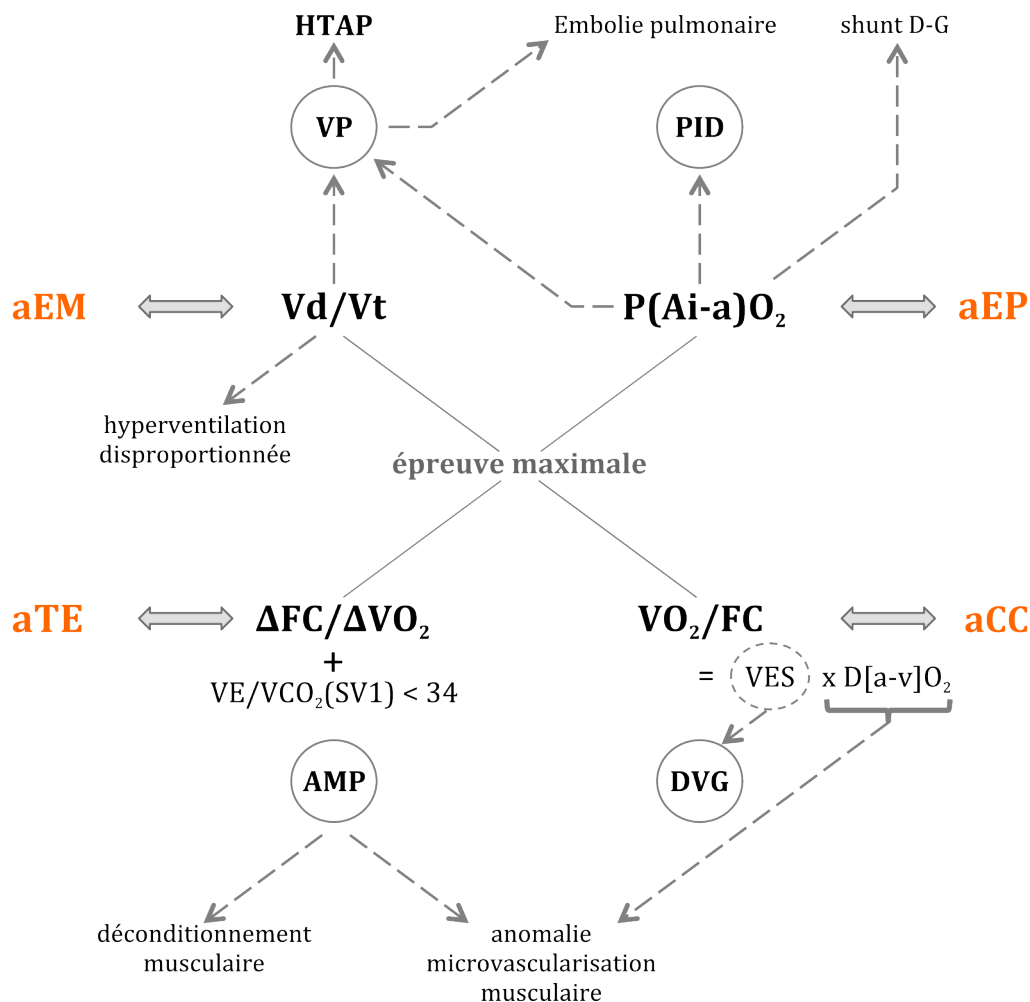 HTAP
Embolie pulmonaire
shunt D-G
VP
PID
aEM
Vd/Vt
P(Ai-a)O₂
aEP
hyperventilation
disproportionnée
épreuve maximale
aTE
ΔFC/ΔVO₂
VO₂/FC
aCC
+
VE/VCO₂(SV1) < 34
= VES x D[a-v]O₂
AMP
DVG
déconditionnement
musculaire
anomalie
microvascularisation
musculaire